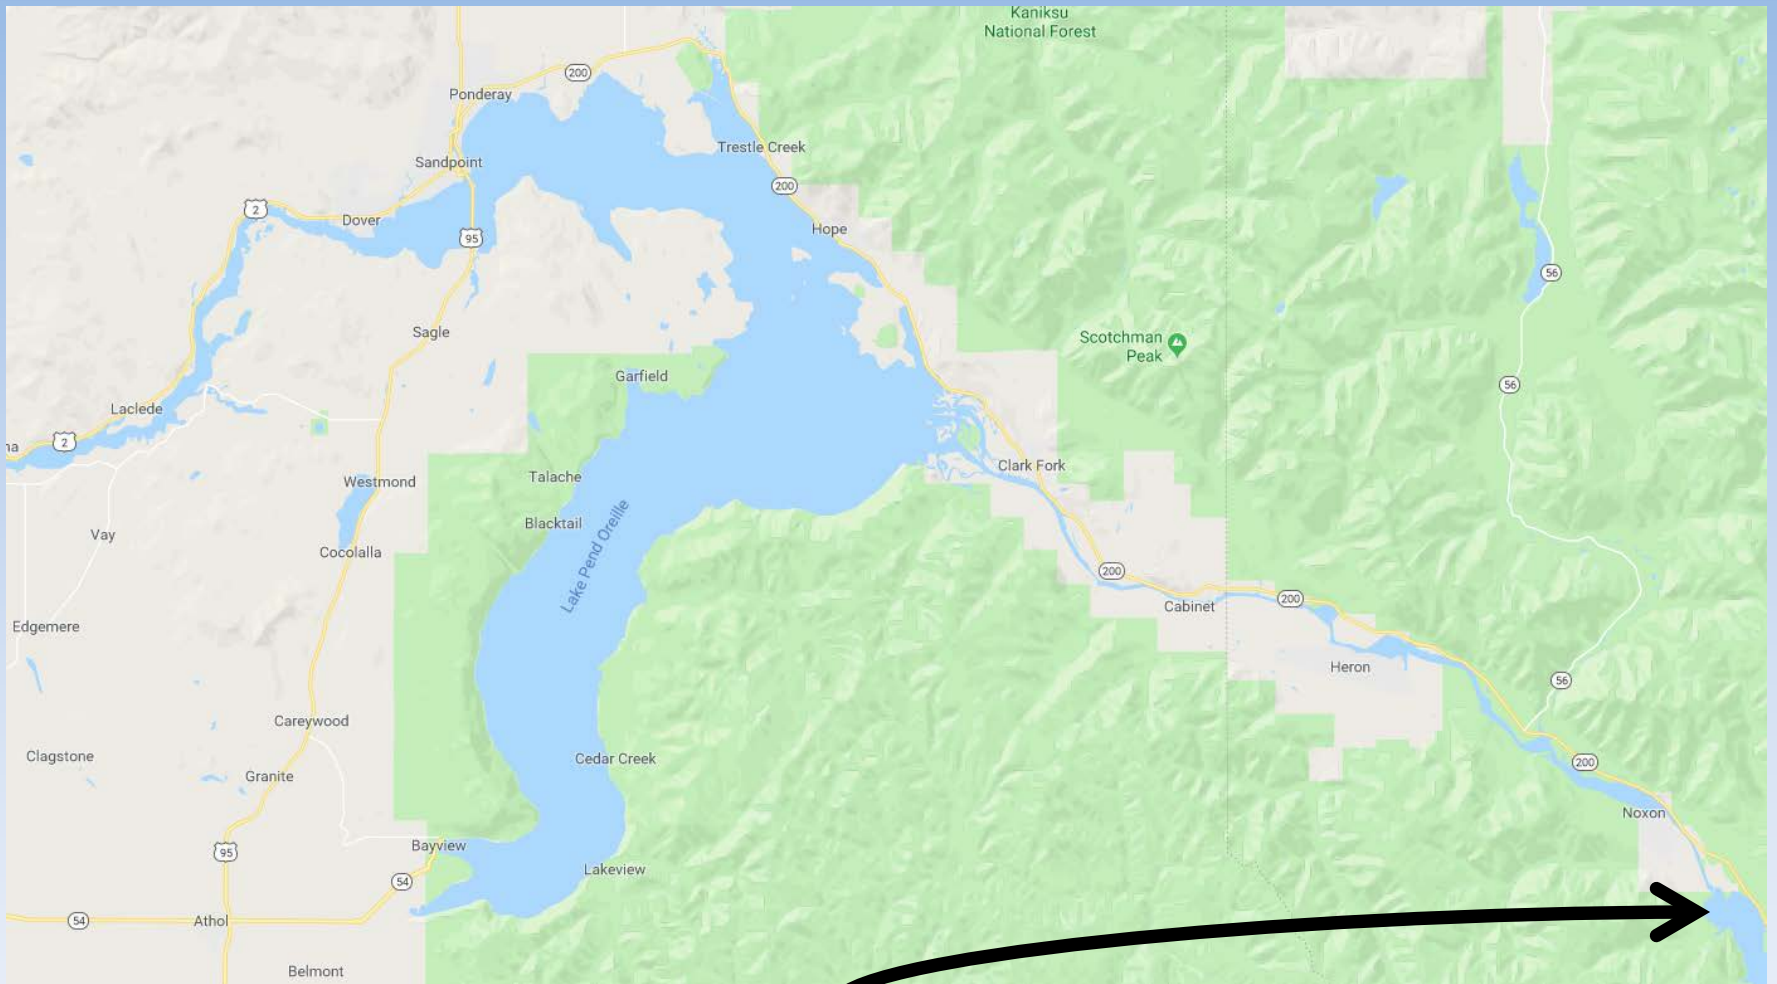 Kaniksu
National Forest
200
Ponderay
Trestle Creek
Sandpoint
200
2
Dover
Hope
95
56
Sagle
Scotchman
Peak
Garfield
56
Laclede
na
2
Clark Fork
Talache
Westmond
Blacktail
Vay
Lake Pend Oreille
Cocolalla
200
200
Cabinet
Edgemere
Heron
56
Careywood
Clagstone
Cedar Creek
200
Granite
Noxon
Bayview
95
Lakeview
54
54
Athol
Belmont